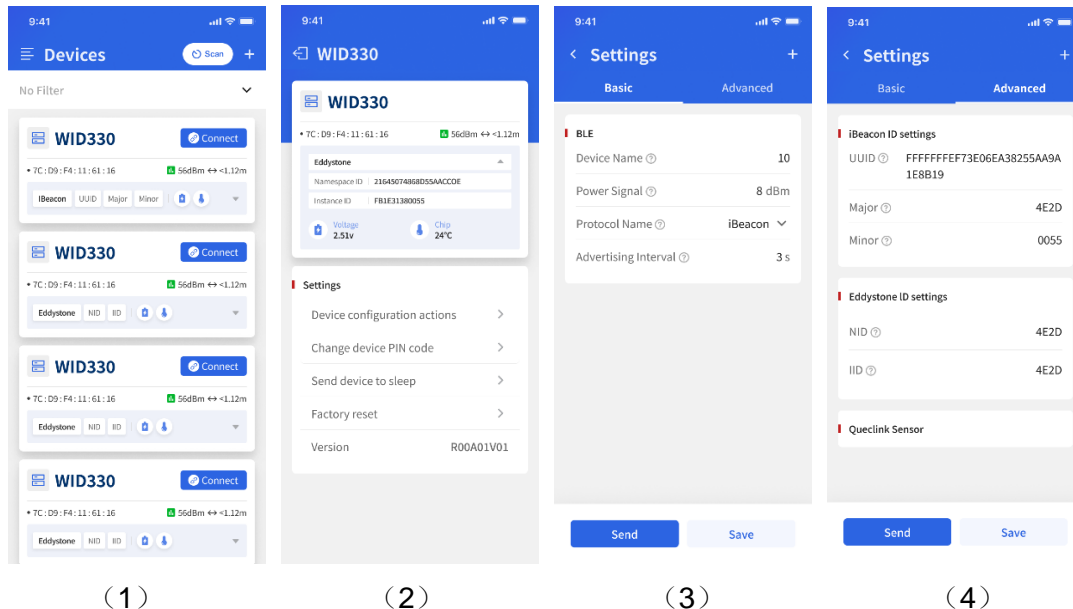 9:41
Devices
Scan
+
No Filter
WID330
Connect
• 7C : D9 : F4 : 11 : 61 : 16
56dBm ↔ <1.12m
IBeacon UUID Major Minor
WID330
Connect
• 7C : D9 : F4 : 11 : 61 : 16
56dBm ↔ <1.12m
Eddystone NID IID
WID330
Connect
• 7C : D9 : F4 : 11 : 61 : 16
56dBm ↔ <1.12m
Eddystone NID IID
WID330
Connect
• 7C : D9 : F4 : 11 : 61 : 16
56dBm ↔ <1.12m
Eddystone NID IID
（1）
9:41
WID330
WID330
• 7C : D9 : F4 : 11 : 61 : 16
56dBm ↔ <1.12m
Eddystone
Namespace ID 21645074868D55AACCOE
Instance ID FB1E31380055
Voltage
2.51v
Chip
24°C
Settings
Device configuration actions >
Change device PIN code >
Send device to sleep >
Factory reset >
Version R00A01V01
（2）
9:41
< Settings +
Basic Advanced
BLE
Device Name ? 10
Power Signal ? 8 dBm
Protocol Name ? iBeacon
Advertising Interval ? 3 s
Send Save
（3）
9:41
< Settings +
Basic Advanced
iBeacon ID settings
UUID ? FFFFFFFEF73E06EA38255AA9A
1E8B19
Major ? 4E2D
Minor ? 0055
Eddystone lD settings
NID ? 4E2D
IID ? 4E2D
Queclink Sensor
Send Save
（4）